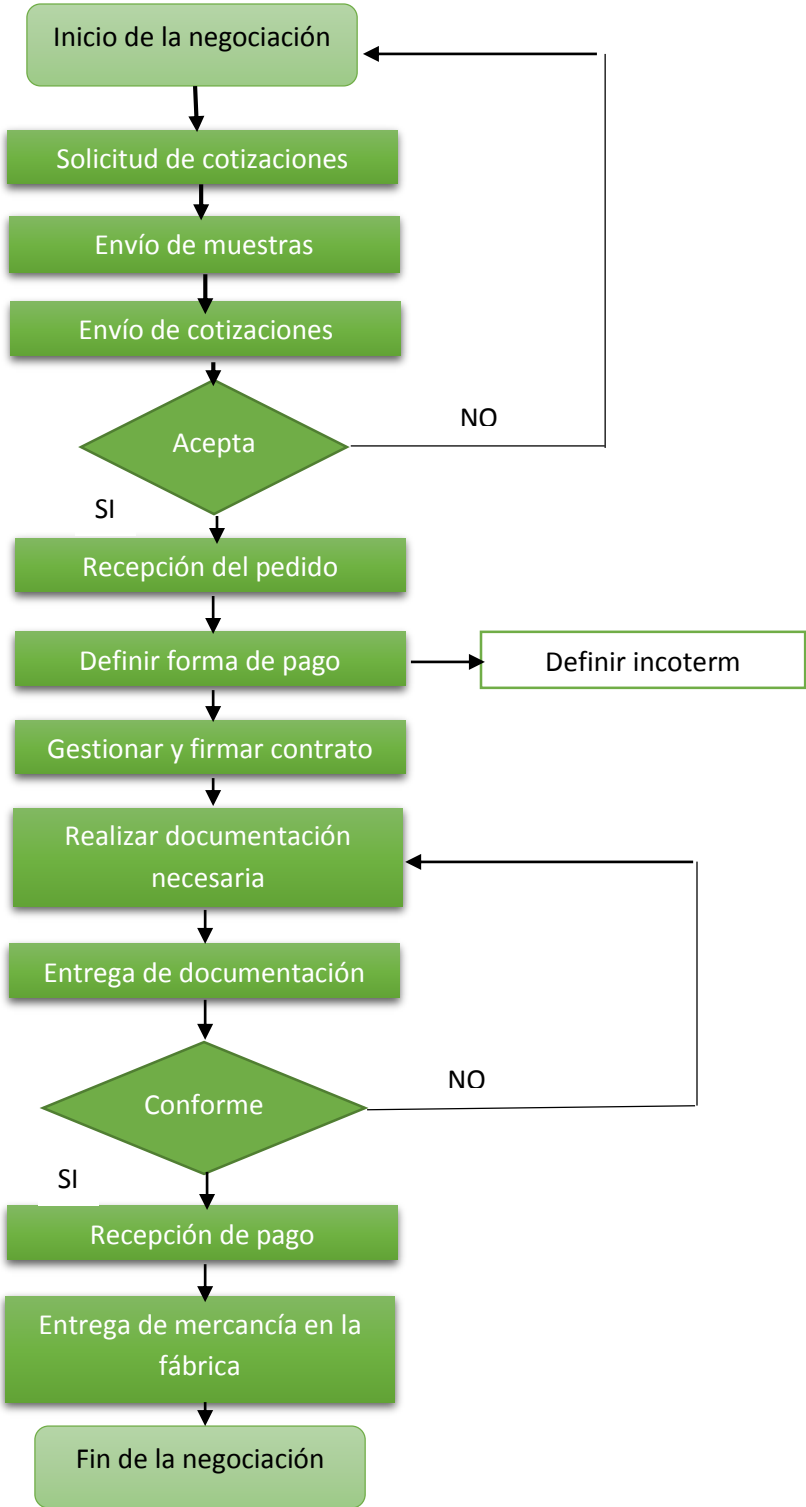 Inicio de la negociación
Solicitud de cotizaciones
Envío de muestras
Envío de cotizaciones
Acepta
NO
SI
Recepción del pedido
Definir forma de pago
Definir incoterm
Gestionar y firmar contrato
Realizar documentación
necesaria
Entrega de documentación
Conforme
NO
SI
Recepción de pago
Entrega de mercancía en la
fábrica
Fin de la negociación